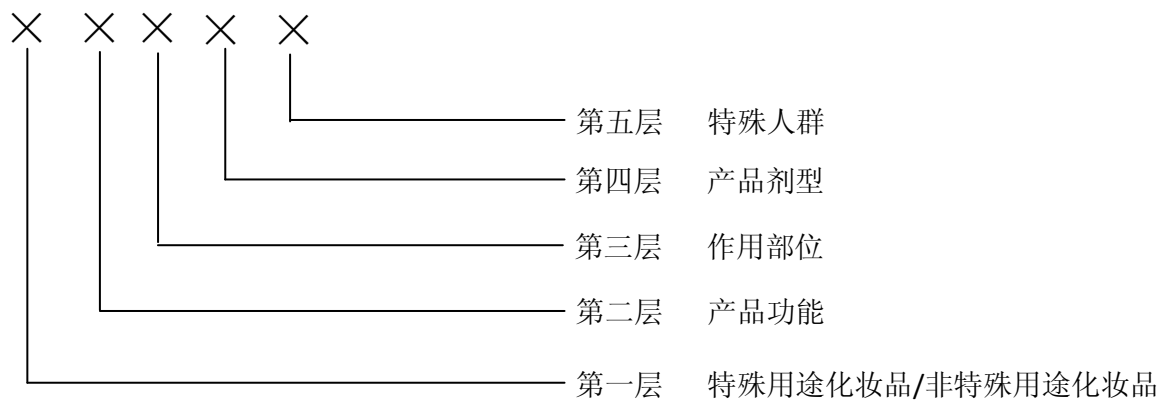 × × × × ×
第五层 特殊人群
第四层 产品剂型
第三层 作用部位
第二层 产品功能
第一层 特殊用途化妆品/非特殊用途化妆品